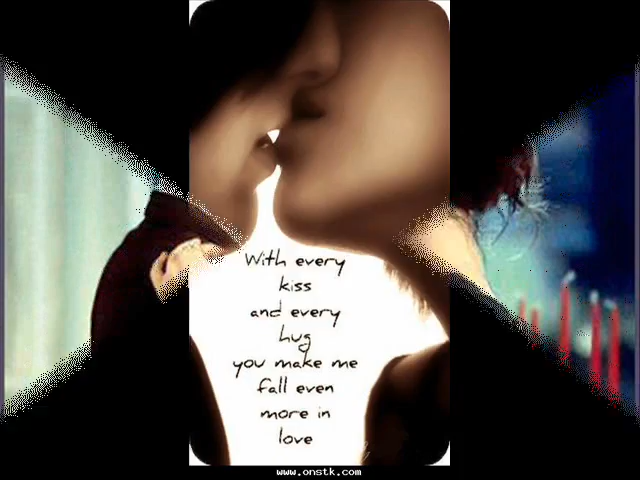 With every
kiss
and every
hug
you make me
fall even
more in
love
www.onstk.com